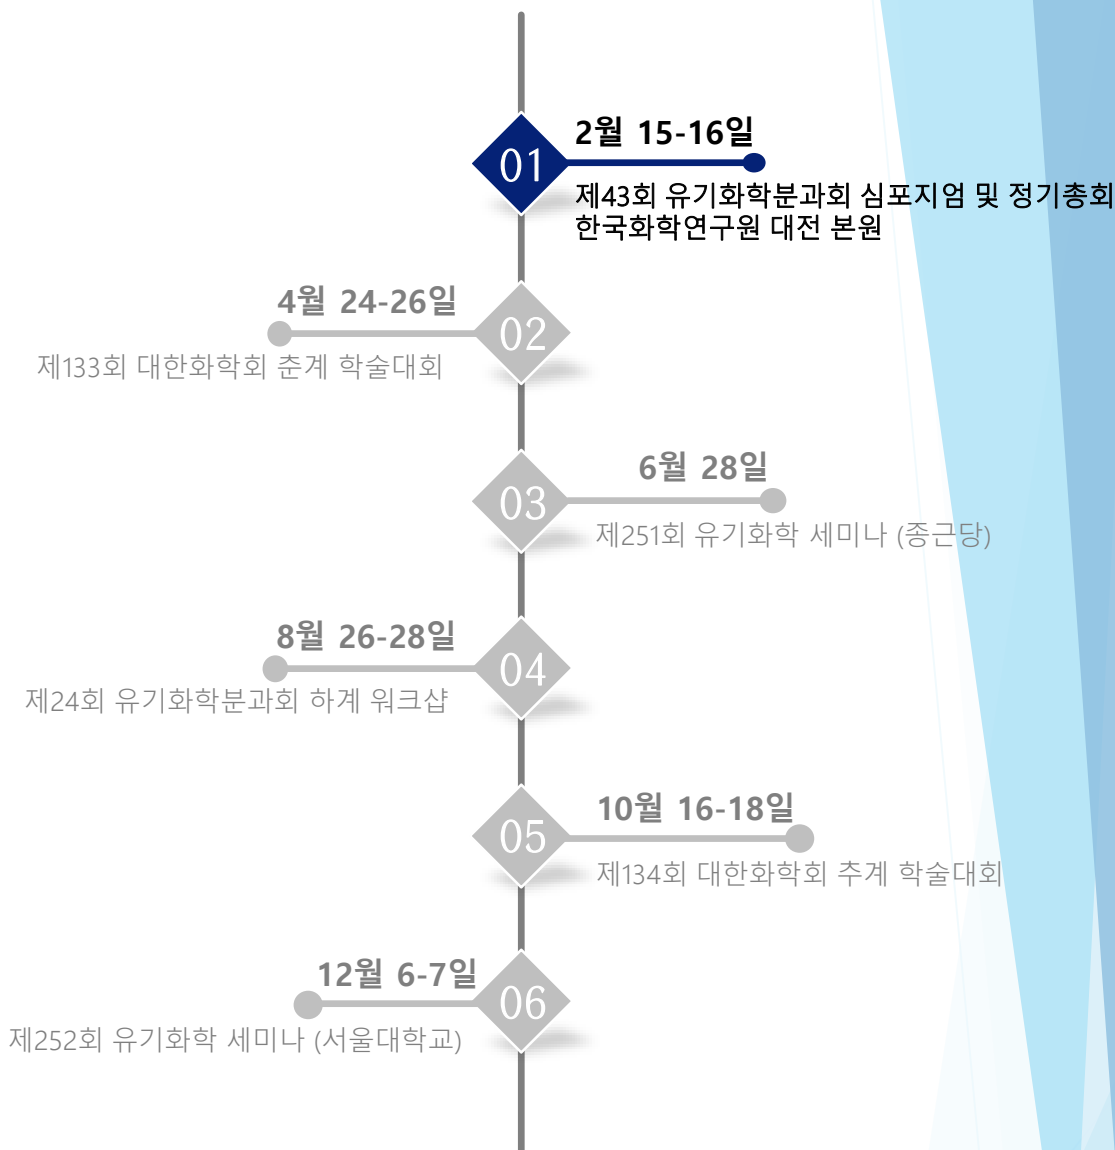 01
2월 15-16일
제43회 유기화학분과회 심포지엄 및 정기총회
한국화학연구원 대전 본원
02
4월 24-26일
제133회 대한화학회 춘계 학술대회
03
6월 28일
제251회 유기화학 세미나 (종근당)
04
8월 26-28일
제24회 유기화학분과회 하계 워크샵
05
10월 16-18일
제134회 대한화학회 추계 학술대회
06
12월 6-7일
제252회 유기화학 세미나 (서울대학교)